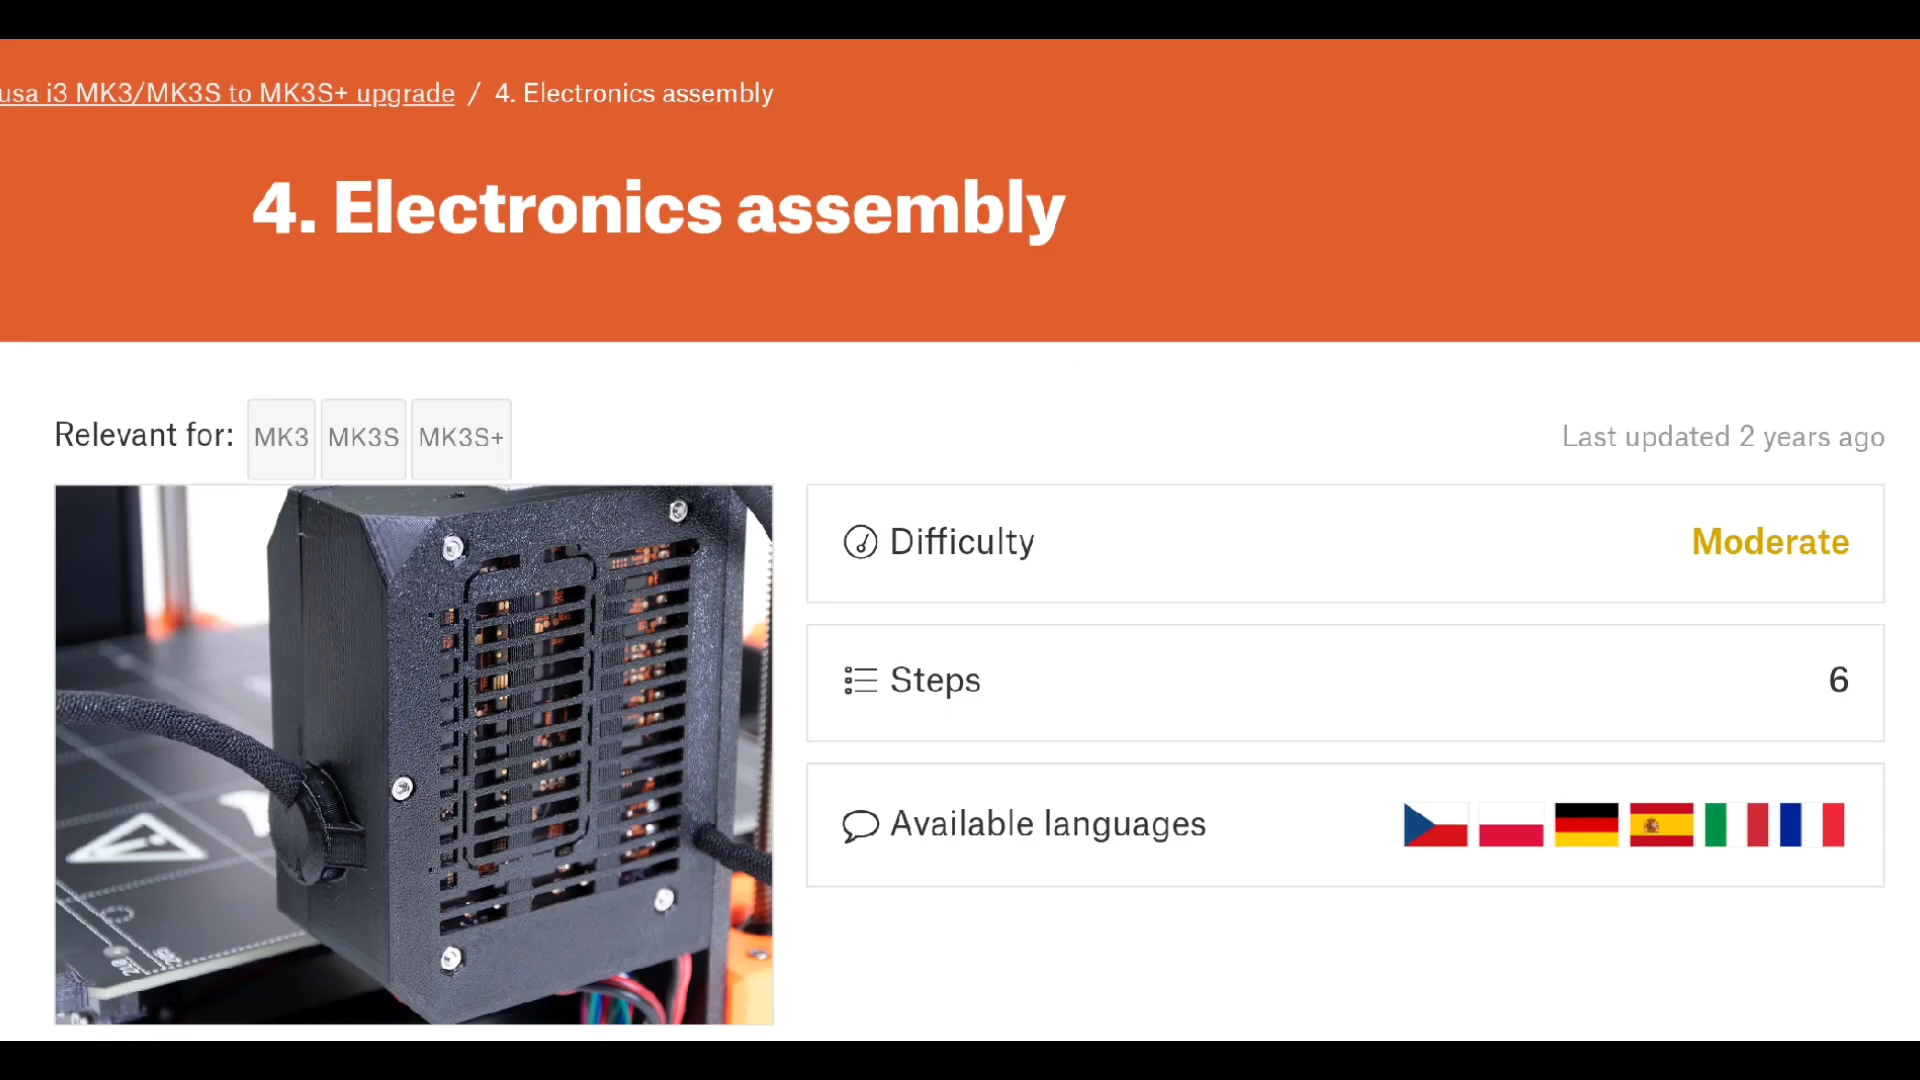 usa i3 MK3/MK3S to MK3S+ upgrade / 4. Electronics assembly
4. Electronics assembly
Relevant for: MK3 MK3S MK3S+
Last updated 2 years ago
Difficulty Moderate
Steps 6
Available languages